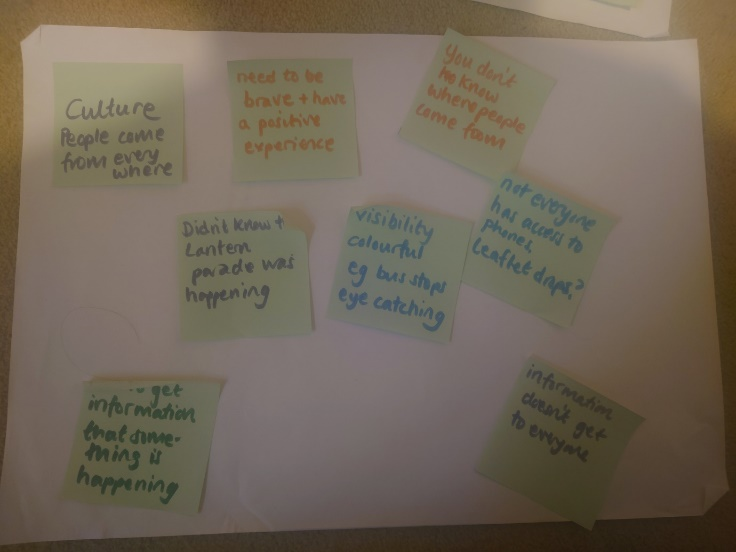 Culture
People come
from every
where
need to be
brave + have
a positive
experience
You don't
know
where people
come from
Didn't know +
Lantern
parade was
happening
visibility
colourful
eg bus stops
eye catching
not everyone
has access to
phones.
Leaflet drops?
get
information
that some-
thing is
happening
information
doesn't get
to everyone